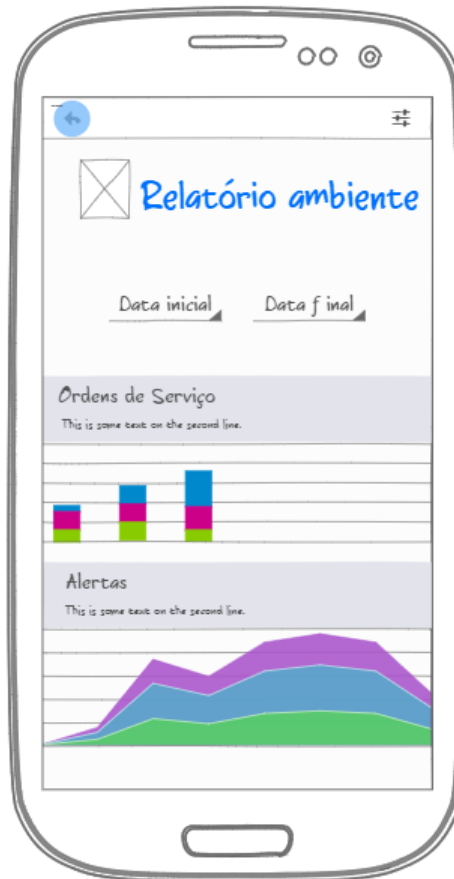 Relatório ambiente
Data inicial Data final
Ordens de Serviço
This is some text on the second line.
Alertas
This is some text on the second line.